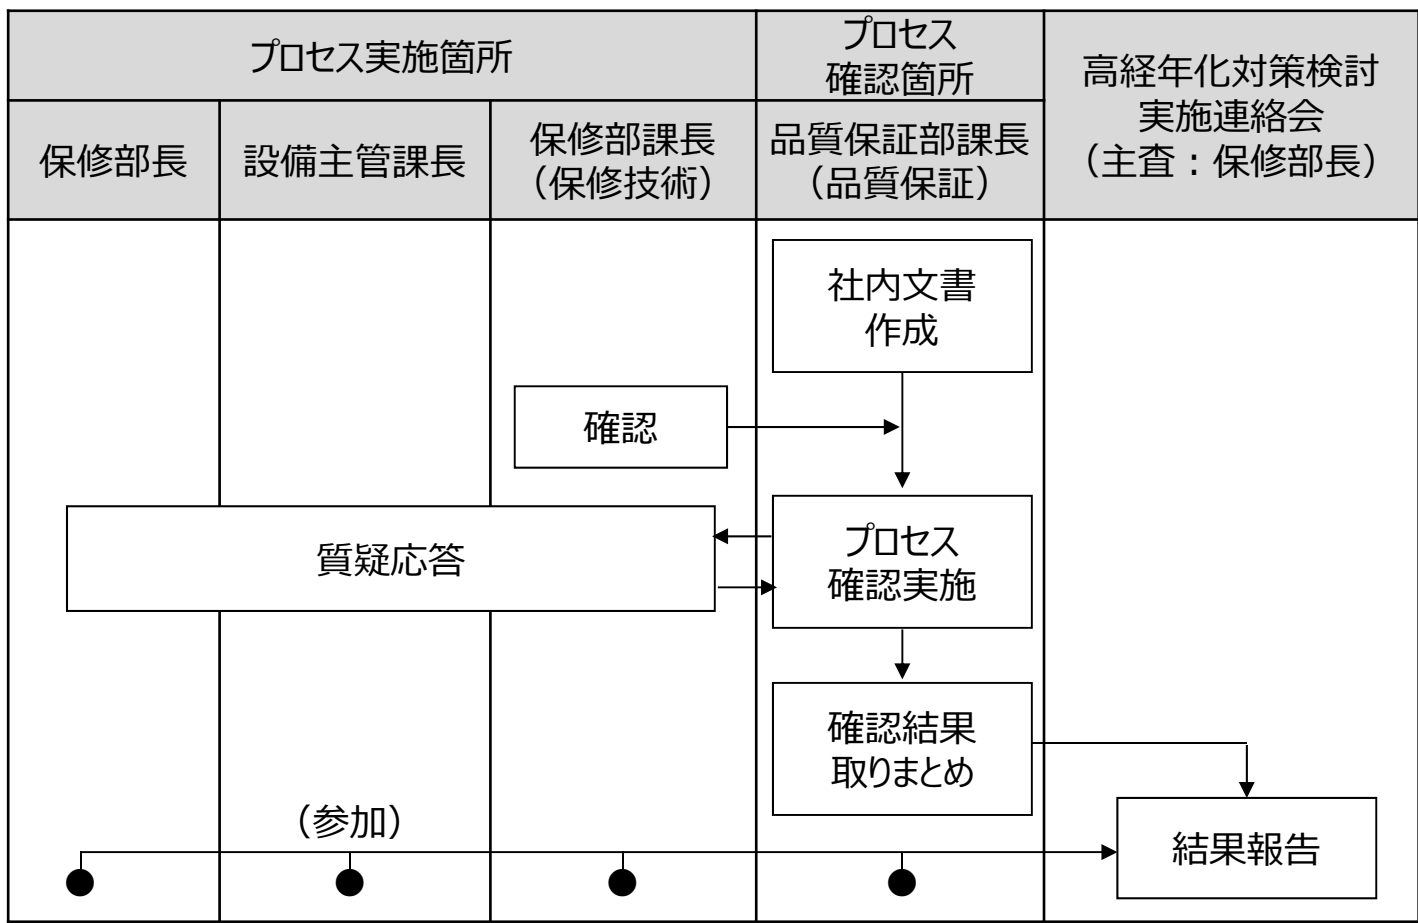 プロセス実施箇所
プロセス
確認箇所
高経年化対策検討
実施連絡会
（主査：保修部長）
保修部長
設備主管課長
保修部課長
（保修技術）
品質保証部課長
（品質保証）
社内文書
作成
確認
質疑応答
プロセス
確認実施
確認結果
取りまとめ
（参加）
結果報告